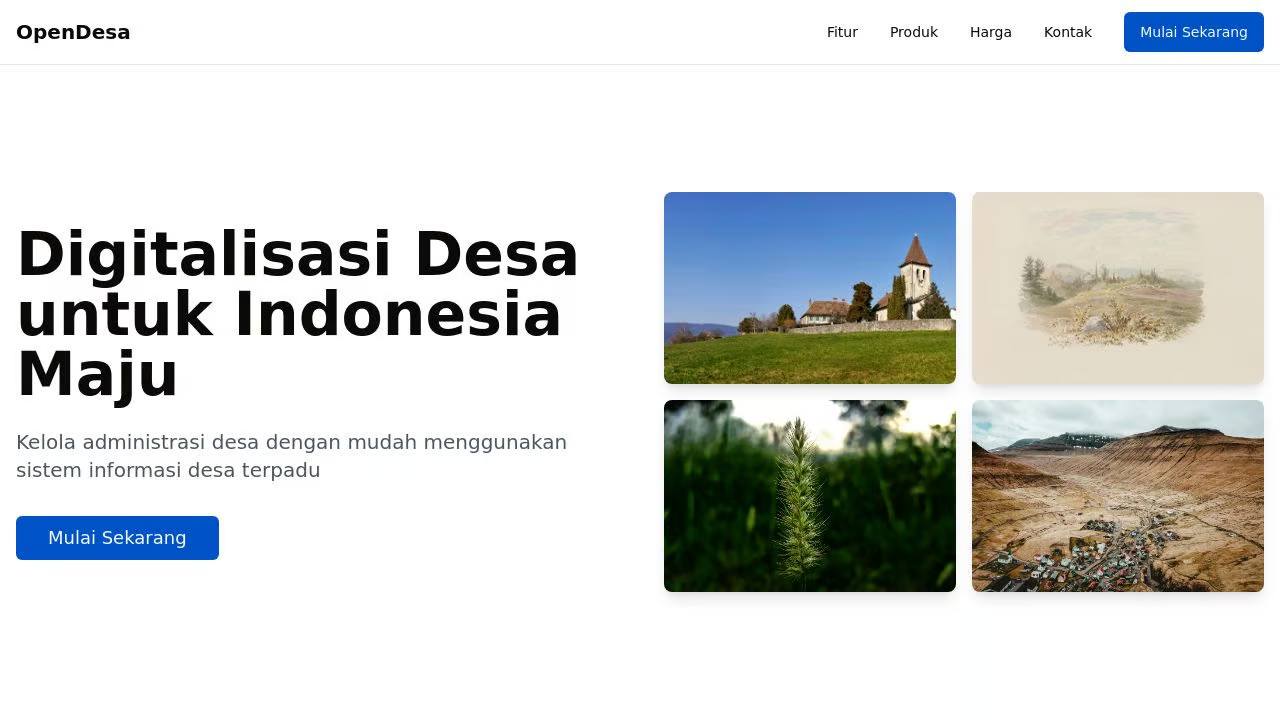 OpenDesa
Fitur
Produk
Harga
Kontak
Mulai Sekarang
Digitalisasi Desa
untuk Indonesia
Maju
Kelola administrasi desa dengan mudah menggunakan
sistem informasi desa terpadu
Mulai Sekarang